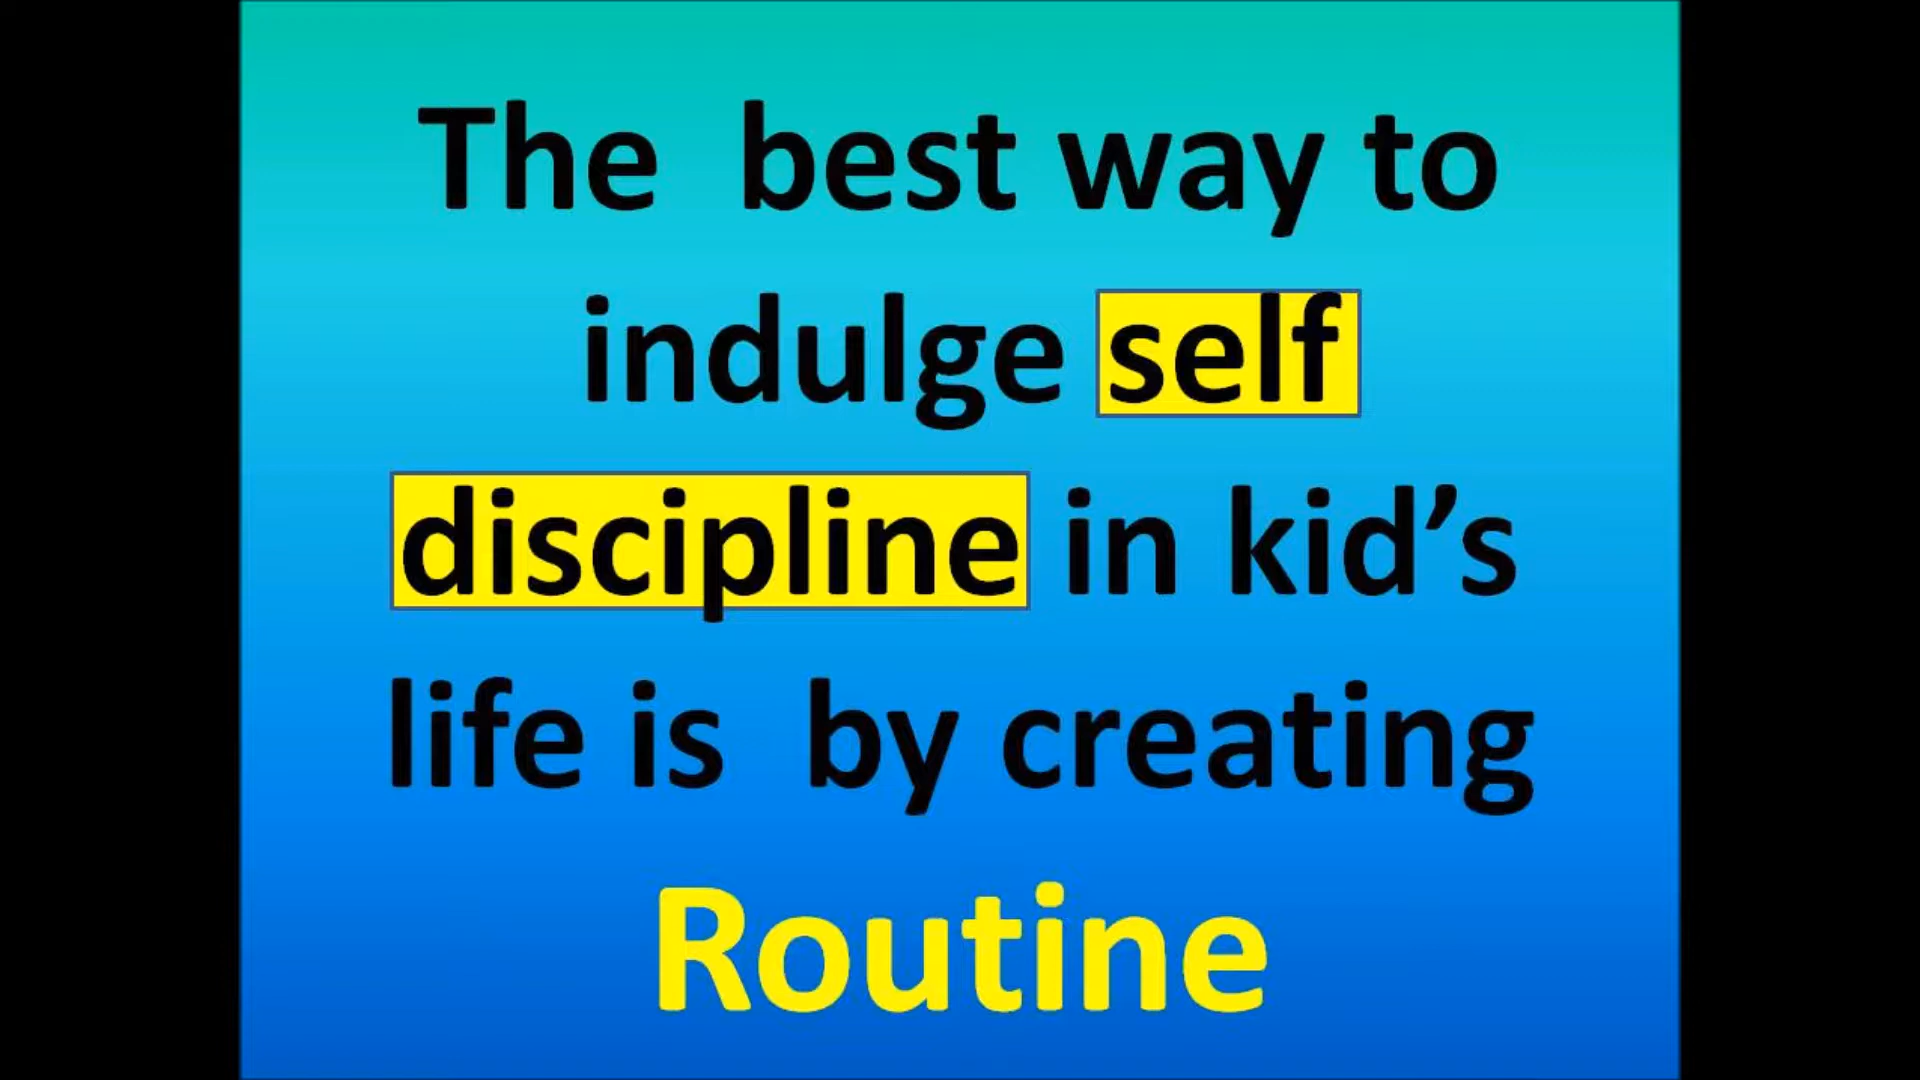 The best way to
indulge self
discipline in kid’s
life is by creating
Routine